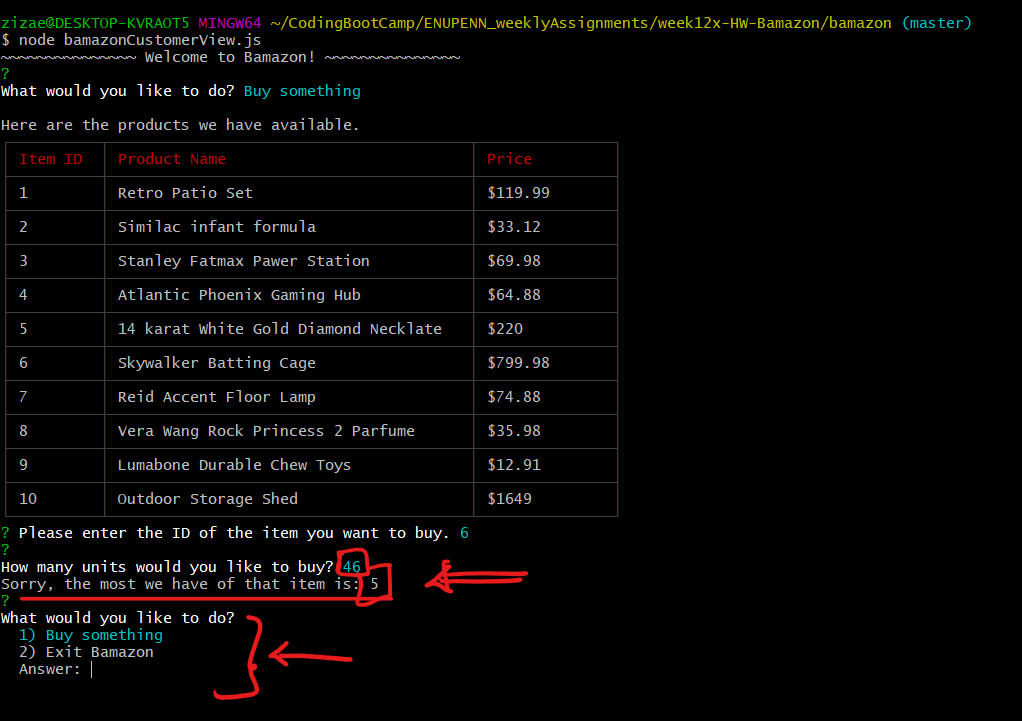 zizae@DESKTOP-KVRAOT5 MINGW64 ~/CodingBootCamp/ENUPENN_weeklyAssignments/week12x-HW-Bamazon/bamazon (master)
$ node bamazonCustomerView.js
~~~~~~~~~~~~~~~ Welcome to Bamazon! ~~~~~~~~~~~~~~~
?
What would you like to do? Buy something
Here are the products we have available.
Item ID Product Name Price
1 Retro Patio Set $119.99
2 Similac infant formula $33.12
3 Stanley Fatmax Pawer Station $69.98
4 Atlantic Phoenix Gaming Hub $64.88
5 14 karat White Gold Diamond Necklate $220
6 Skywalker Batting Cage $799.98
7 Reid Accent Floor Lamp $74.88
8 Vera Wang Rock Princess 2 Parfume $35.98
9 Lumabone Durable Chew Toys $12.91
10 Outdoor Storage Shed $1649
? Please enter the ID of the item you want to buy. 6
?
How many units would you like to buy? 46
Sorry, the most we have of that item is: 5
?
What would you like to do?
1) Buy something
2) Exit Bamazon
Answer: